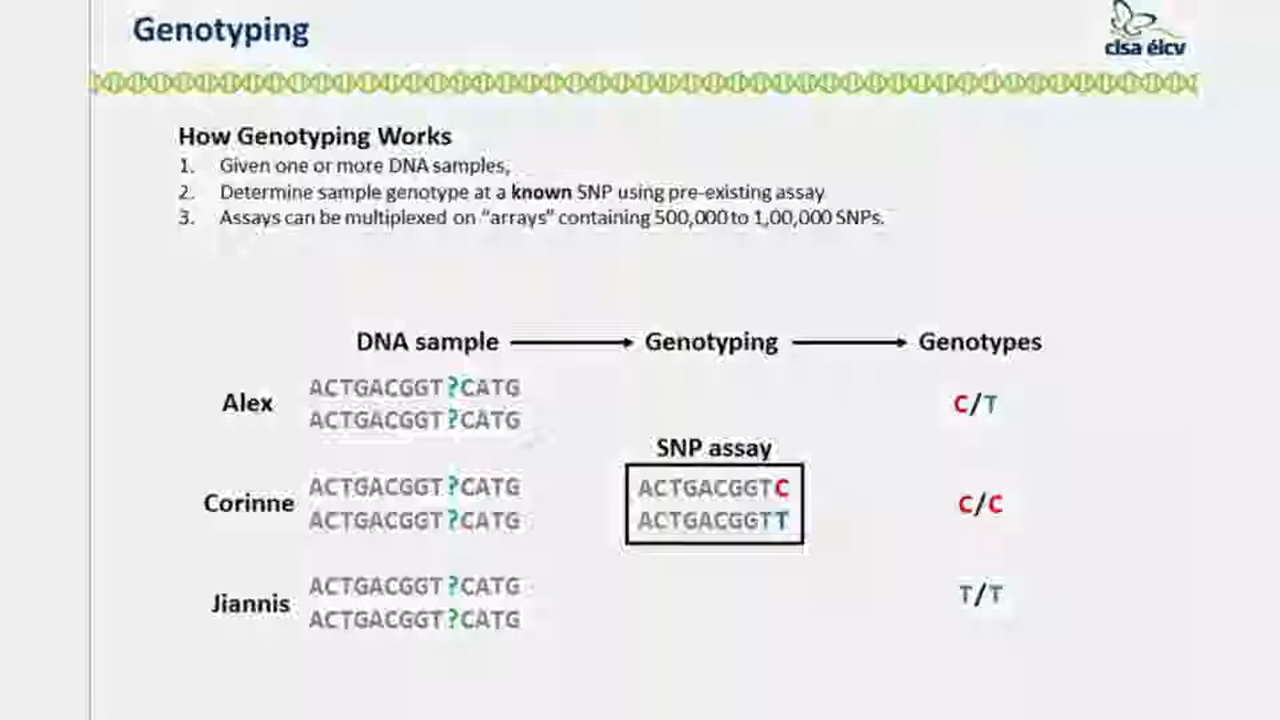 Genotyping
clsa élcv
How Genotyping Works
1. Given one or more DNA samples,
2. Determine sample genotype at a known SNP using pre-existing assay
3. Assays can be multiplexed on “arrays” containing 500,000 to 1,00,000 SNPs.
DNA sample Genotyping Genotypes
Alex
ACTGACGGT?CATG
ACTGACGGT?CATG
C/T
SNP assay
Corinne
ACTGACGGT?CATG
ACTGACGGT?CATG
ACTGACGGTC
ACTGACGGTT
C/C
Jiannis
ACTGACGGT?CATG
ACTGACGGT?CATG
T/T